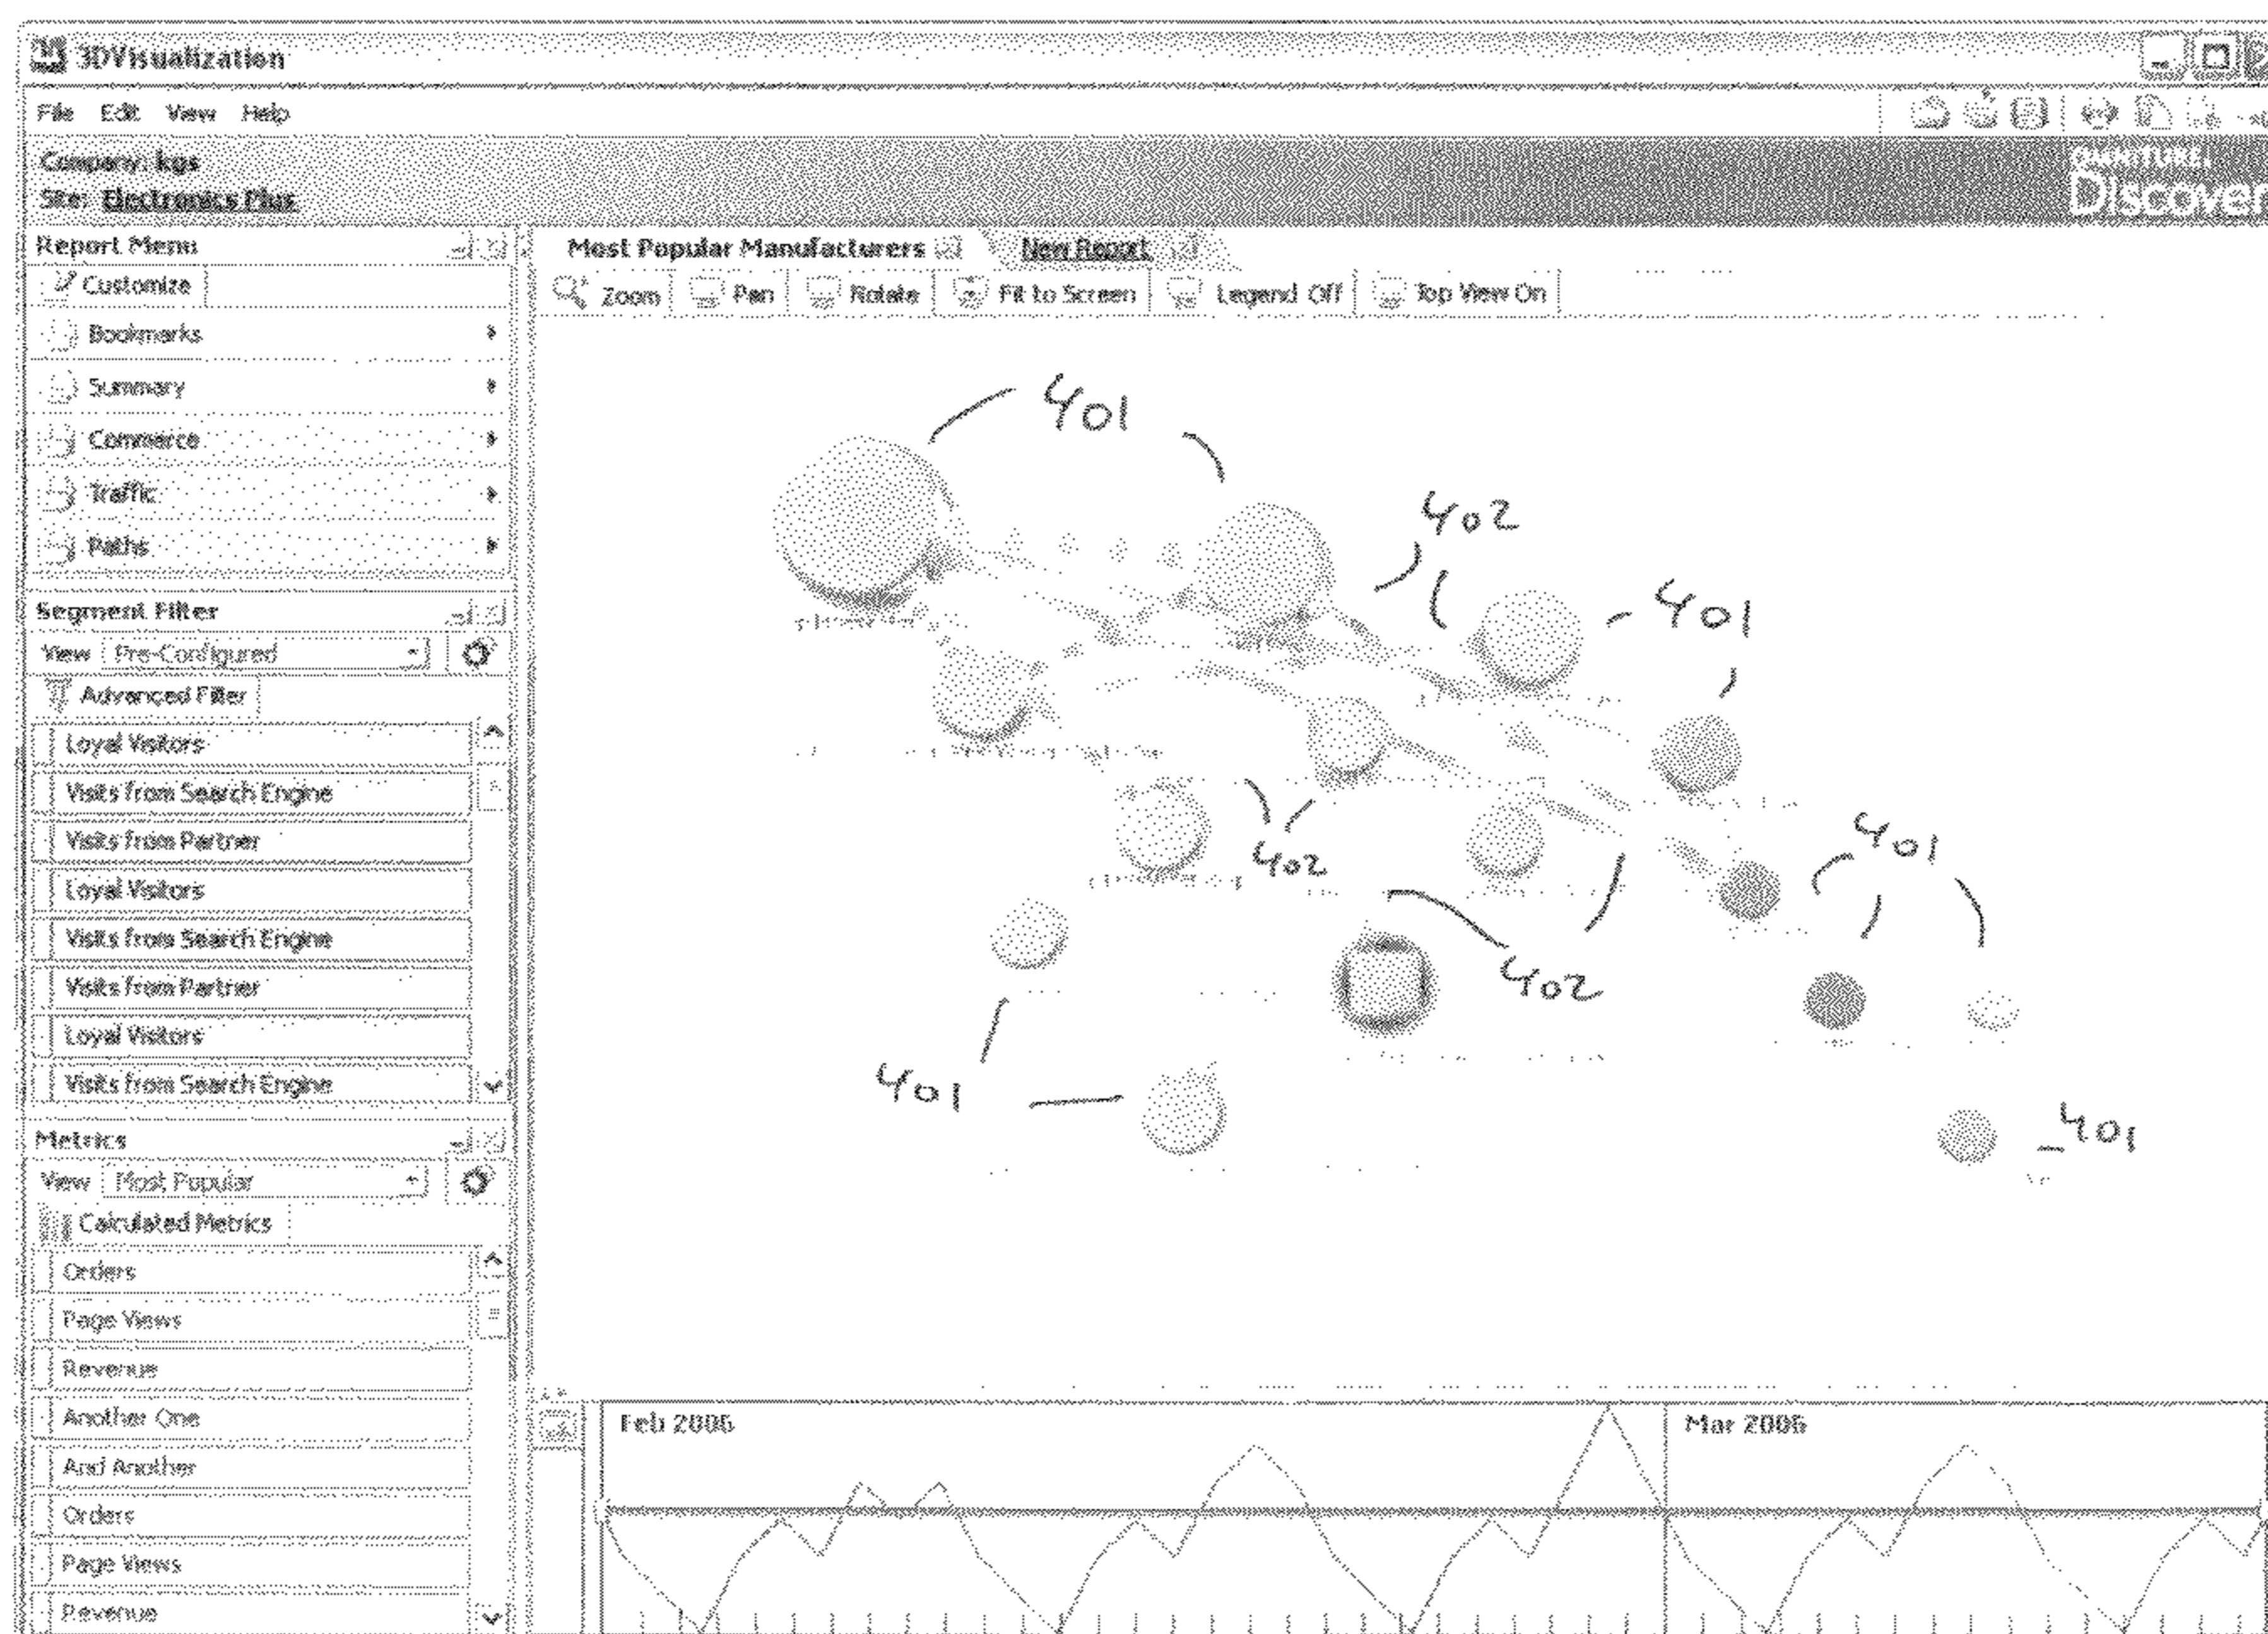 3DVisualization
File Edit View Help
Company: kgs
Site: Electronics Plus
OMNITURE.
Discover
Report Menu
Customize
Bookmarks
Summary
Commerce
Traffic
Paths
Segment Filter
View Pre-Configured
Advanced Filter
Loyal Visitors
Visits from Search Engine
Visits from Partner
Loyal Visitors
Visits from Search Engine
Visits from Partner
Loyal Visitors
Visits from Search Engine
Metrics
View Most Popular
Calculated Metrics
Orders
Page Views
Revenue
Another One
And Another
Orders
Page Views
Revenue
Most Popular Manufacturers New Report
Zoom Pan Rotate Fit to Screen Legend Off Top View On
401
402
401
402
401
402
401
401
Feb 2006 Mar 2006